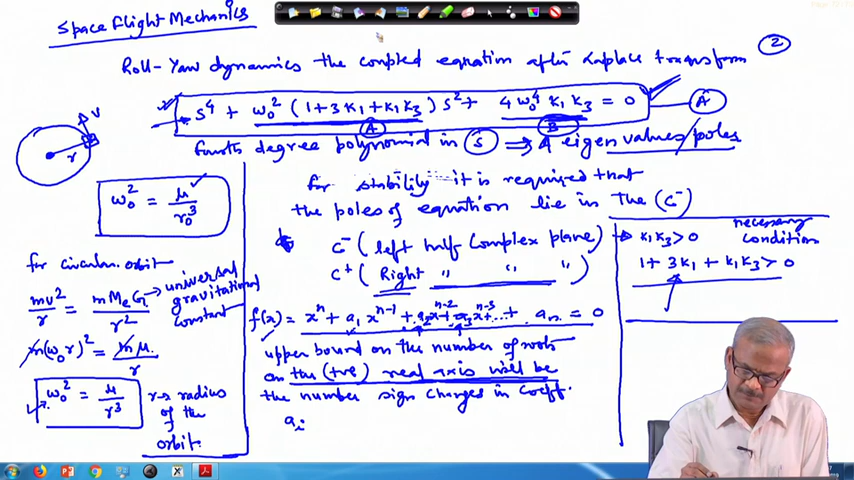 Space Flight Mechanics
②
Roll-Yaw dynamics the coupled equation after Laplace transform
S⁴ + ω₀² (1+3k₁+k₁k₃) S² + 4ω₀⁴ k₁k₃ = 0
A
A
B
fourth degree polynomial in S ⇒ 4 eigen values/poles
V
r
ω₀² = μ / r₀³
for circular orbit
mv²/r = m Me G / r² → universal gravitational constant
m(ω₀r)² = mμ / r
ω₀² = μ / r³
r → radius of the orbit
For stability it is required that
the poles of equation lie in the (C⁻)
C⁻ (left half Complex plane)
C⁺ (Right " " ")
f(x) = xⁿ + a₁ xⁿ⁻¹ + a₂xⁿ⁻² + a₃xⁿ⁻³ + ... + aₙ = 0
upper bound on the number of roots
on the (+ve) real axis will be
the number sign changes in coeff.
aᵢ
necessary
→ k₁k₃ > 0 condition
1 + 3k₁ + k₁k₃ > 0